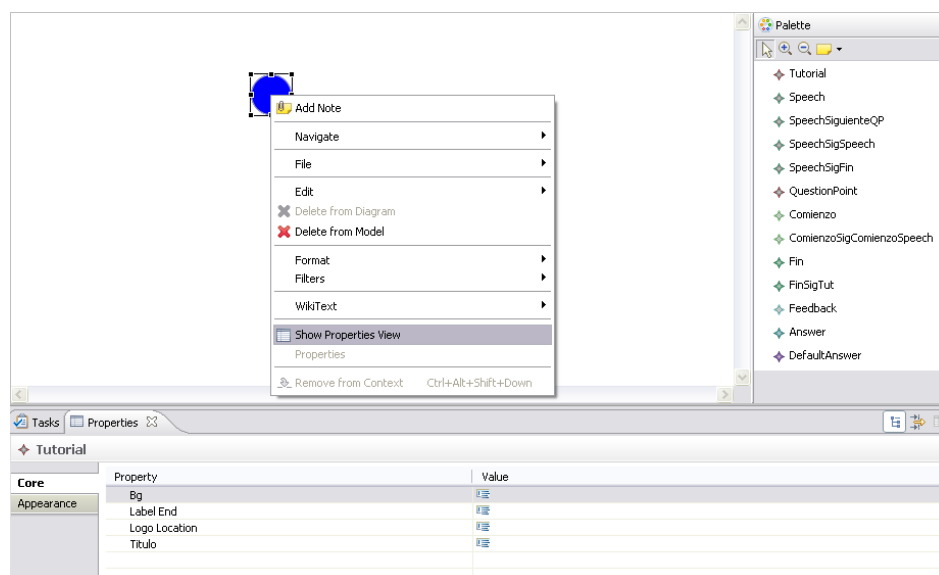 Palette
Tutorial
Speech
SpeechSiguienteQP
SpeechSigSpeech
SpeechSigFin
QuestionPoint
Comienzo
ComienzoSigComienzoSpeech
Fin
FinSigTut
Feedback
Answer
DefaultAnswer
Add Note
Navigate
File
Edit
Delete from Diagram
Delete from Model
Format
Filters
WikiText
Show Properties View
Properties
Remove from Context Ctrl+Alt+Shift+Down
Tasks Properties
Tutorial
Core
Appearance
Property Value
Bg
Label End
Logo Location
Titulo